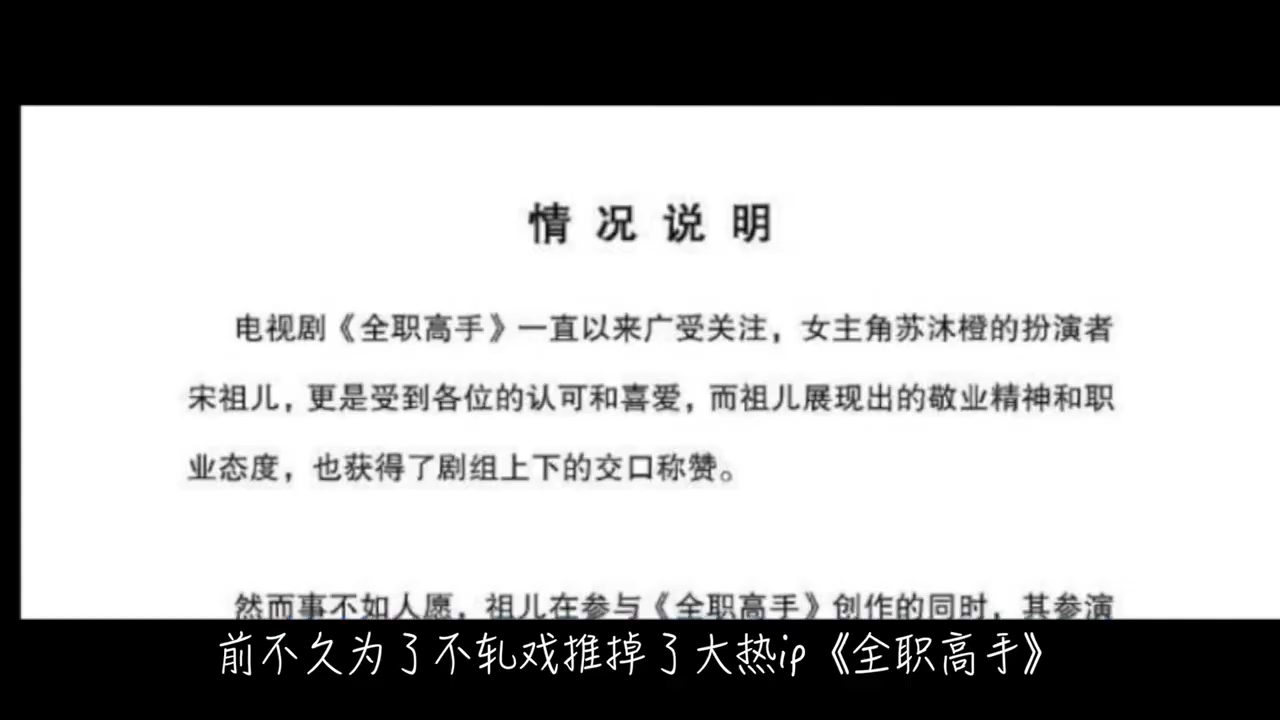 情况说明
电视剧《全职高手》一直以来广受关注，女主角苏沐橙的扮演者
宋祖儿，更是受到各位的认可和喜爱，而祖儿展现出的敬业精神和职
业态度，也获得了剧组上下的交口称赞。
然而事不如人愿，祖儿在参与《全职高手》创作的同时，其参演
前不久为了不轧戏推掉了大热ip《全职高手》